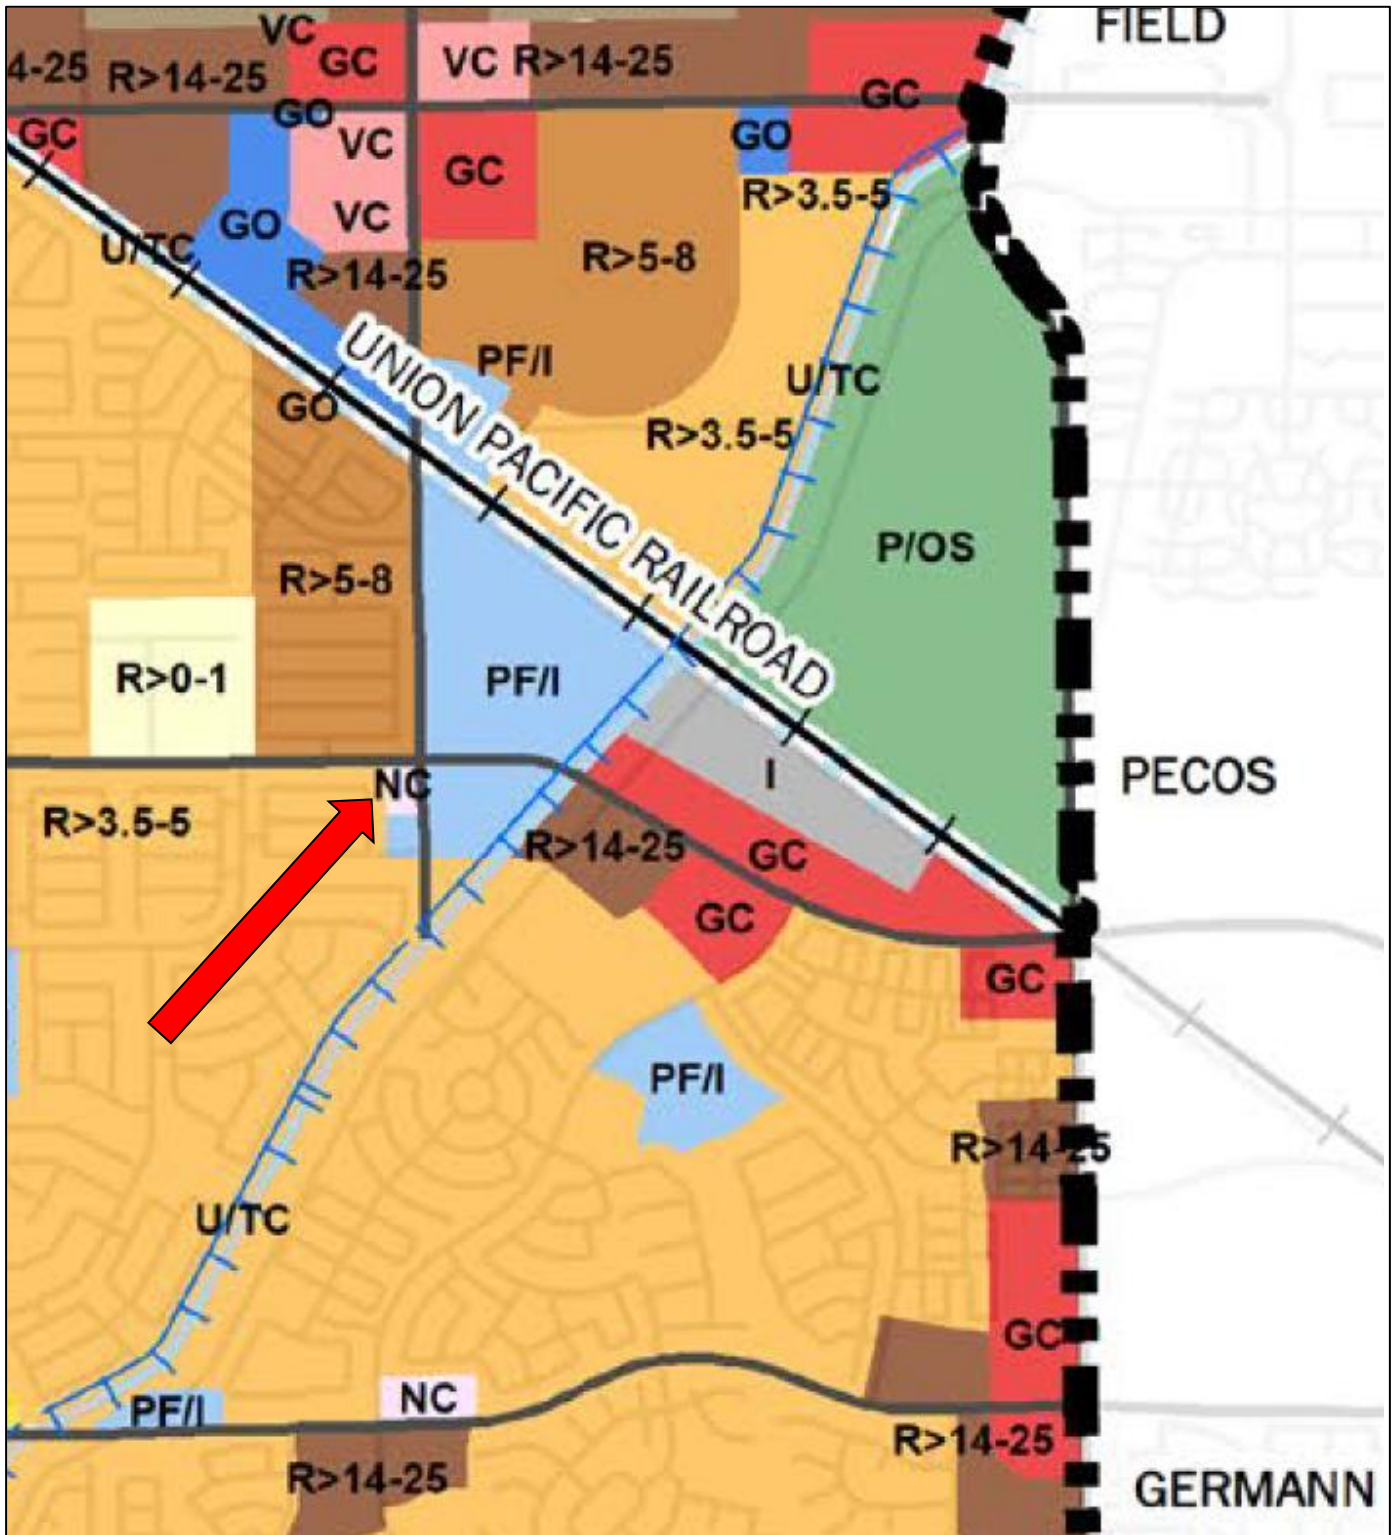 FIELD
VC
4-25
R>14-25
GC
VC
R>14-25
GC
GC
GO
VC
GC
GO
R>3.5-5
U/TC
GO
VC
R>14-25
R>5-8
UNION PACIFIC RAILROAD
PF/I
U/TC
GO
R>3.5-5
P/OS
R>5-8
R>0-1
PF/I
PECOS
NC
I
R>3.5-5
R>14-25
GC
GC
GC
PF/I
R>14-25
U/TC
GC
NC
PF/I
R>14-25
R>14-25
GERMANN